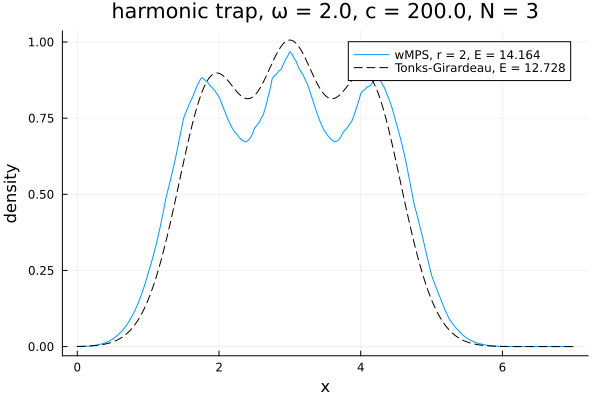 harmonic trap, ω = 2.0, c = 200.0, N = 3
wMPS, r = 2, E = 14.164
Tonks-Girardeau, E = 12.728
density
1.00
0.75
0.50
0.25
0.00
0 2 4 6
x